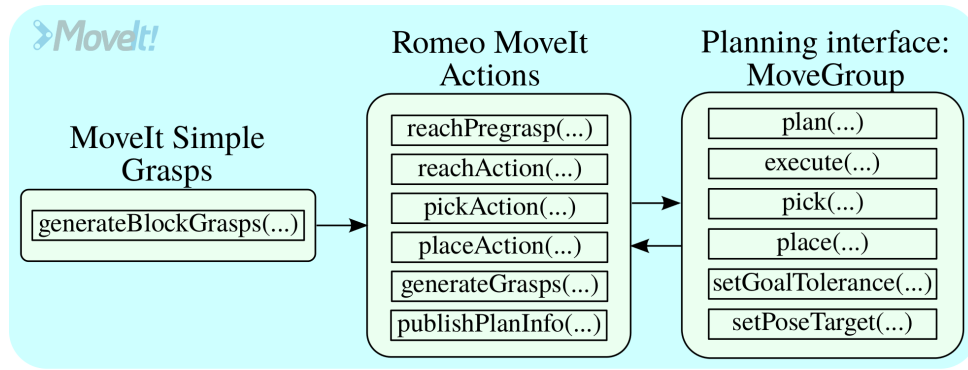 MoveIt!
MoveIt Simple
Grasps
generateBlockGrasps(...)
Romeo MoveIt
Actions
reachPregrasp(...)
reachAction(...)
pickAction(...)
placeAction(...)
generateGrasps(...)
publishPlanInfo(...)
Planning interface:
MoveGroup
plan(...)
execute(...)
pick(...)
place(...)
setGoalTolerance(...)
setPoseTarget(...)